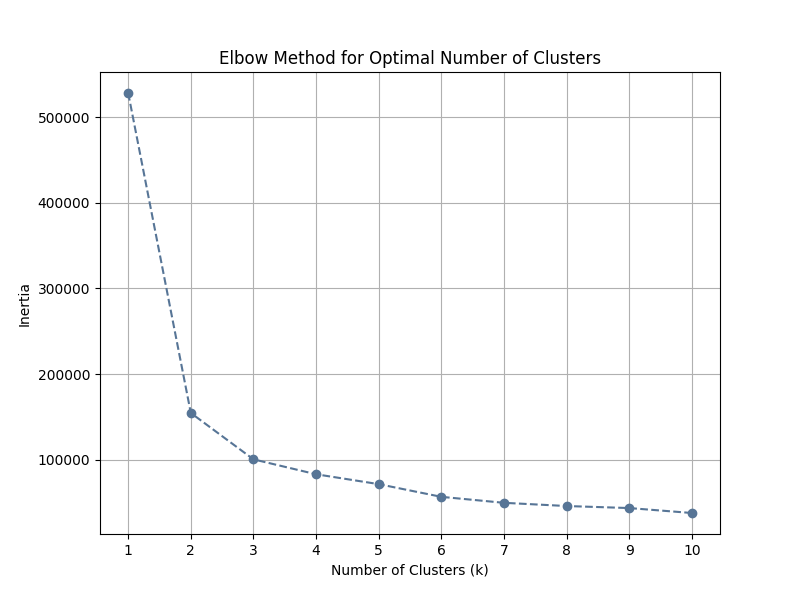 Elbow Method for Optimal Number of Clusters
500000
400000
300000
200000
100000
Inertia
1 2 3 4 5 6 7 8 9 10
Number of Clusters (k)